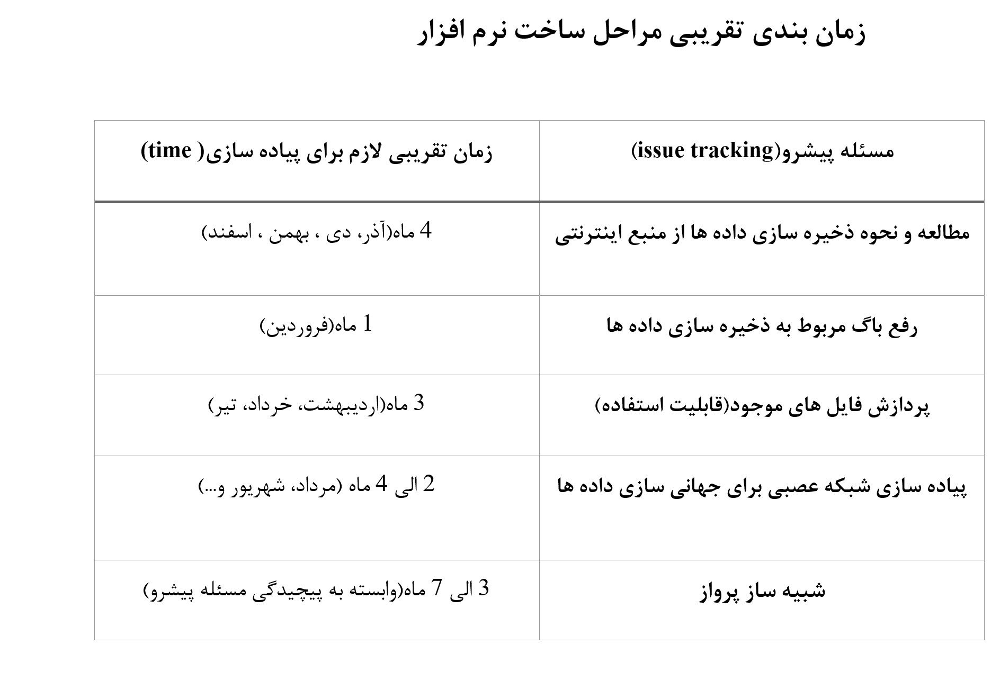 زمان بندی تقریبی مراحل ساخت نرم افزار
مسئله پیشرو(issue tracking)
زمان تقریبی لازم برای پیاده سازی( time)
مطالعه و نحوه ذخیره سازی داده ها از منبع اینترنتی
4 ماه(آذر، دی ، بهمن ، اسفند)
رفع باگ مربوط به ذخیره سازی داده ها
1 ماه(فروردین)
پردازش فایل های موجود(قابلیت استفاده)
3 ماه(اردیبهشت، خرداد، تیر)
پیاده سازی شبکه عصبی برای جهانی سازی داده ها
2 الی 4 ماه (مرداد، شهریور و...)
شبیه ساز پرواز
3 الی 7 ماه(وابسته به پیچیدگی مسئله پیشرو)